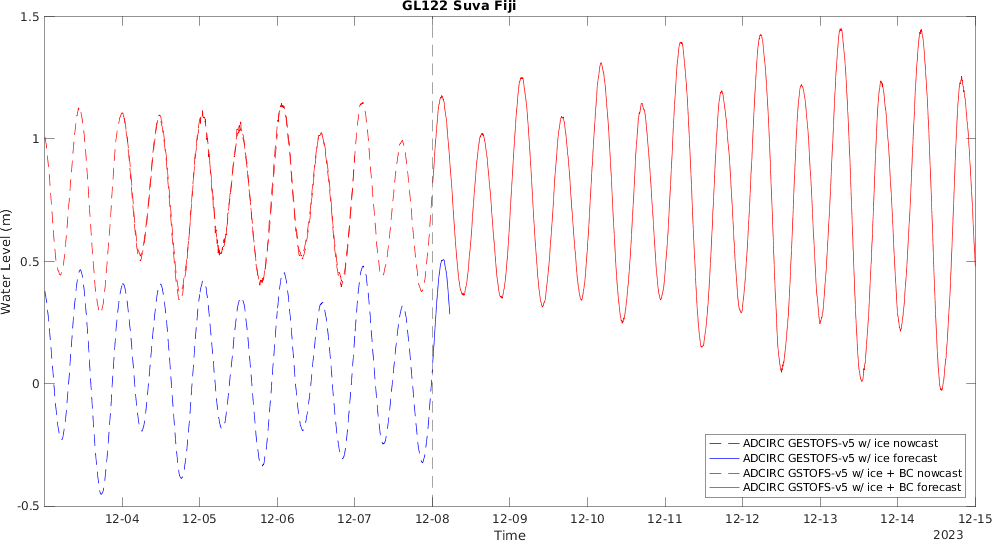 GL122 Suva Fiji
1.5
1
0.5
0
-0.5
Water Level (m)
12-04 12-05 12-06 12-07 12-08 12-09 12-10 12-11 12-12 12-13 12-14 12-15
Time
2023
ADCIRC GESTOFS-v5 w/ ice nowcast
ADCIRC GESTOFS-v5 w/ ice forecast
ADCIRC GSTOFS-v5 w/ ice + BC nowcast
ADCIRC GSTOFS-v5 w/ ice + BC forecast